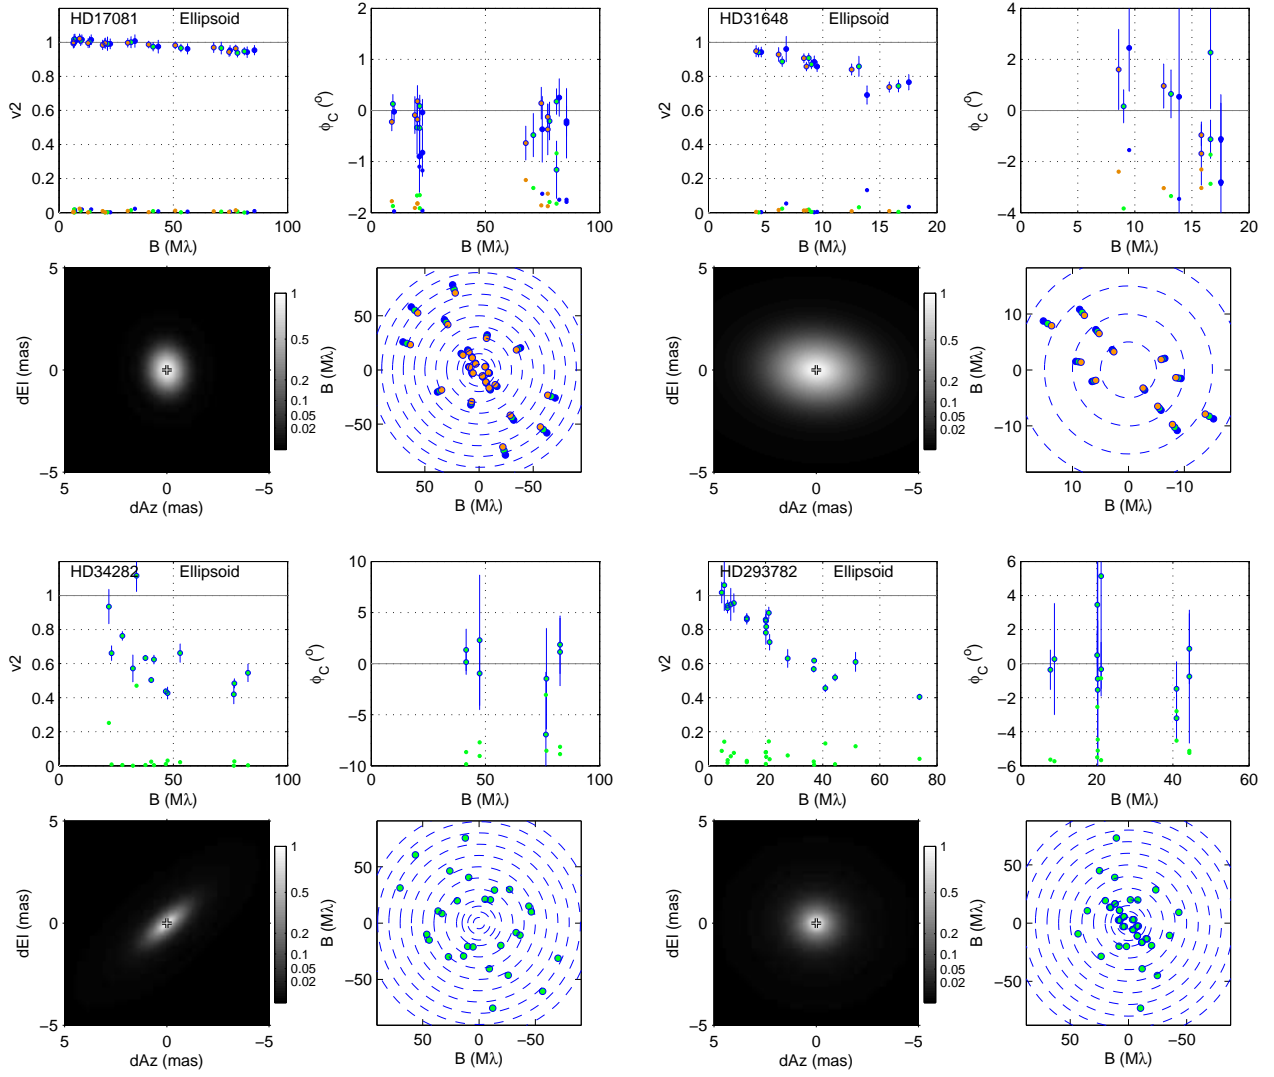 HD17081 Ellipsoid
v2
1
0.8
0.6
0.4
0.2
0
0 50 100
B (Mλ)
ϕC (o)
2
1
0
−1
−2
0 50 100
B (Mλ)
HD31648 Ellipsoid
v2
1
0.8
0.6
0.4
0.2
0
0 5 10 15 20
B (Mλ)
ϕC (o)
4
2
0
−2
−4
0 5 10 15 20
B (Mλ)
dEl (mas)
5
0
−5
5 0 −5
dAz (mas)
1
0.5
0.2
0.1
0.05
0.02
B (Mλ)
50
0
−50
50 0 −50
B (Mλ)
dEl (mas)
5
0
−5
5 0 −5
dAz (mas)
1
0.5
0.2
0.1
0.05
0.02
B (Mλ)
10
0
−10
10 0 −10
B (Mλ)
HD34282 Ellipsoid
v2
1
0.8
0.6
0.4
0.2
0
0 50 100
B (Mλ)
ϕC (o)
10
5
0
−5
−10
0 50 100
B (Mλ)
HD293782 Ellipsoid
v2
1
0.8
0.6
0.4
0.2
0
0 20 40 60 80
B (Mλ)
ϕC (o)
6
4
2
0
−2
−4
−6
0 20 40 60
B (Mλ)
dEl (mas)
5
0
−5
5 0 −5
dAz (mas)
1
0.5
0.2
0.1
0.05
0.02
B (Mλ)
50
0
−50
50 0 −50
B (Mλ)
dEl (mas)
5
0
−5
5 0 −5
dAz (mas)
1
0.5
0.2
0.1
0.05
0.02
B (Mλ)
50
0
−50
50 0 −50
B (Mλ)